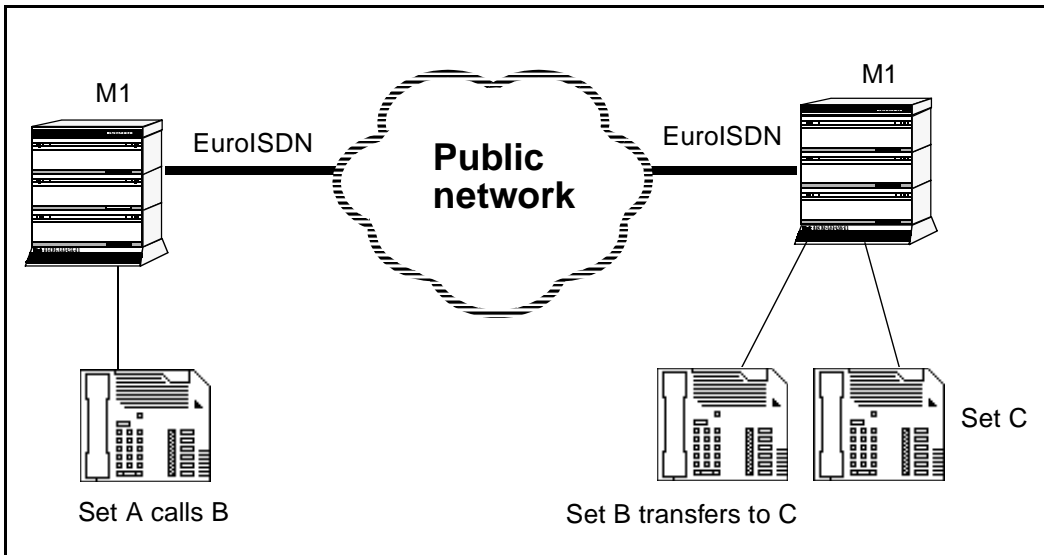 M1
M1
EuroISDN
EuroISDN
Public
network
Set C
Set A calls B
Set B transfers to C